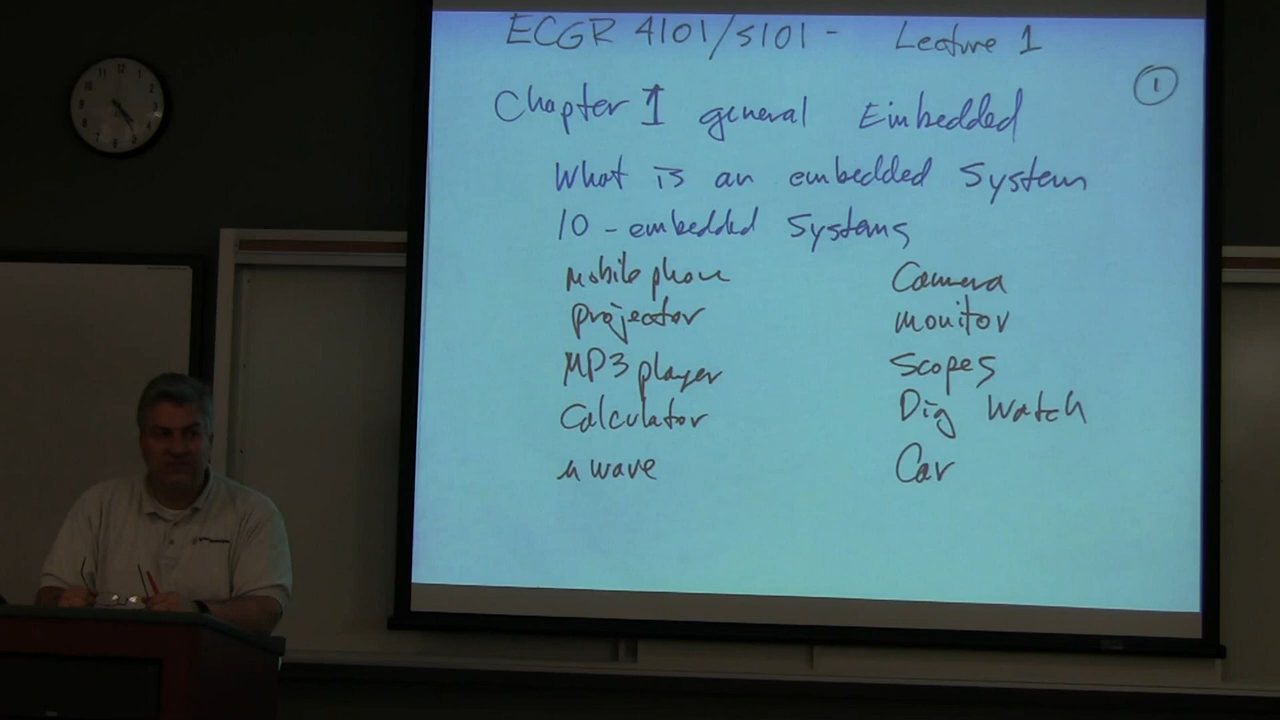 ECGR 4101/5101 - Lecture 1
1
Chapter 1 general Embedded
What is an embedded System
10 - embedded Systems
Mobile phone Camera
Projector Monitor
MP3 player Scopes
Calculator Dig Watch
µ wave Car